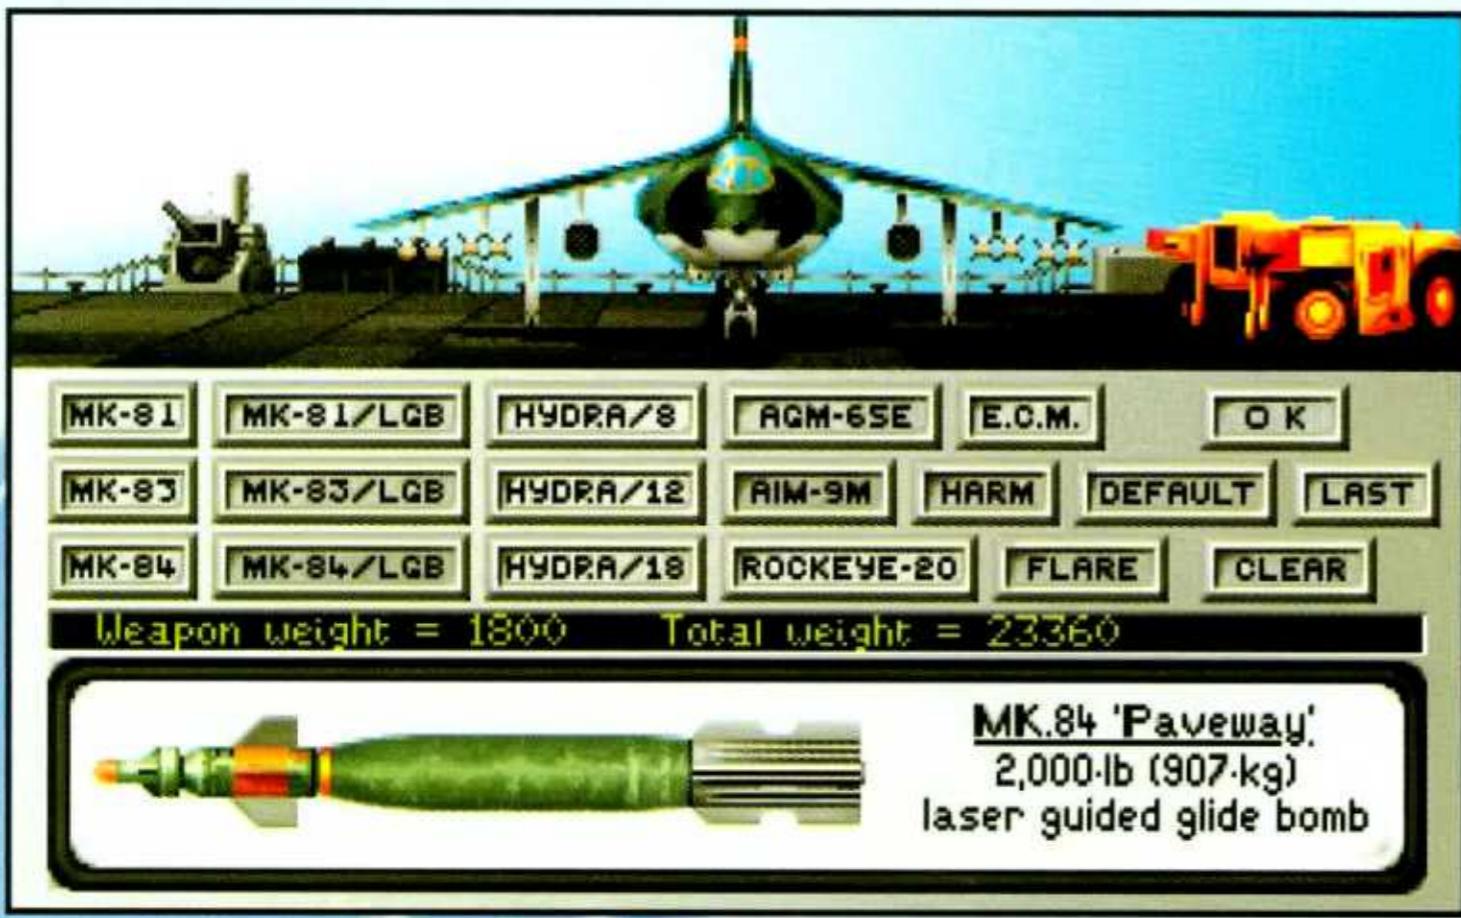 MK-81 MK-81/LGB HYDRA/8 AGM-65E E.C.M. OK
MK-83 MK-83/LGB HYDRA/12 AIM-9M HARM DEFAULT LAST
MK-84 MK-84/LGB HYDRA/18 ROCKEYE-20 FLARE CLEAR
Weapon weight = 1800 Total weight = 23360
MK.84 'Paveway'
2,000-lb (907-kg)
laser guided glide bomb